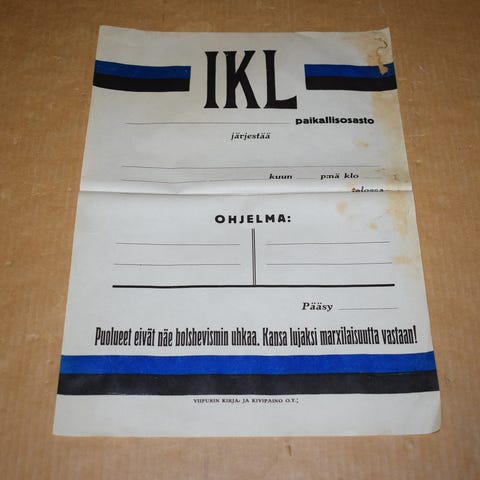 IKL
paikallisosasto
järjestää
kuun p:nä klo
talossa
OHJELMA:
Pääsy
Puolueet eivät näe bolshevismin uhkaa. Kansa lujaksi marxilaisuutta vastaan!
VIIPURIN KIRJA- JA KIVIPAINO O.Y.